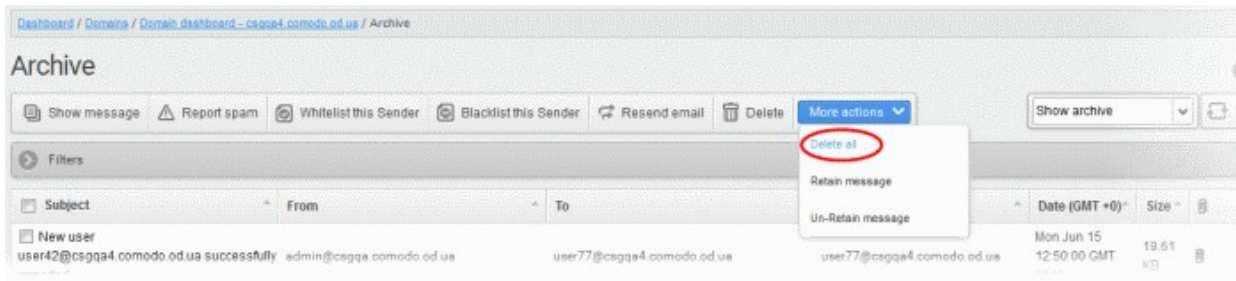 Dashboard / Domains / Domain dashboard - csgqa4.comodo.od.ua / Archive
Archive
Show message Report spam Whitelist this Sender Blacklist this Sender Resend email Delete More actions Show archive
Delete all
Filters
Retain message
Subject From To Date (GMT +0) Size
Un-Retain message
New user Mon Jun 15
user42@csgqa4.comodo.od.ua successfully admin@csgqa.comodo.od.ua user77@csgqa4.comodo.od.ua user77@csgqa4.comodo.od.ua 12:50:00 GMT 19.61
KB